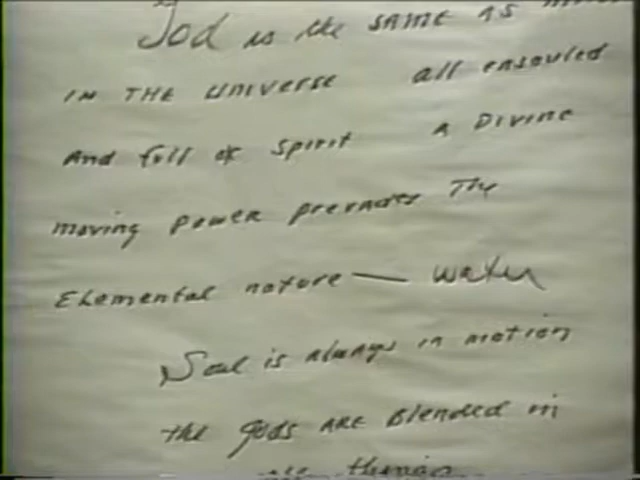 God is the SAME AS
IN THE UNIVERSE all ensouled
And full of spirit a Divine
moving power prevades The
Elemental nature — water
Soul is always in motion
the gods ARE Blended in